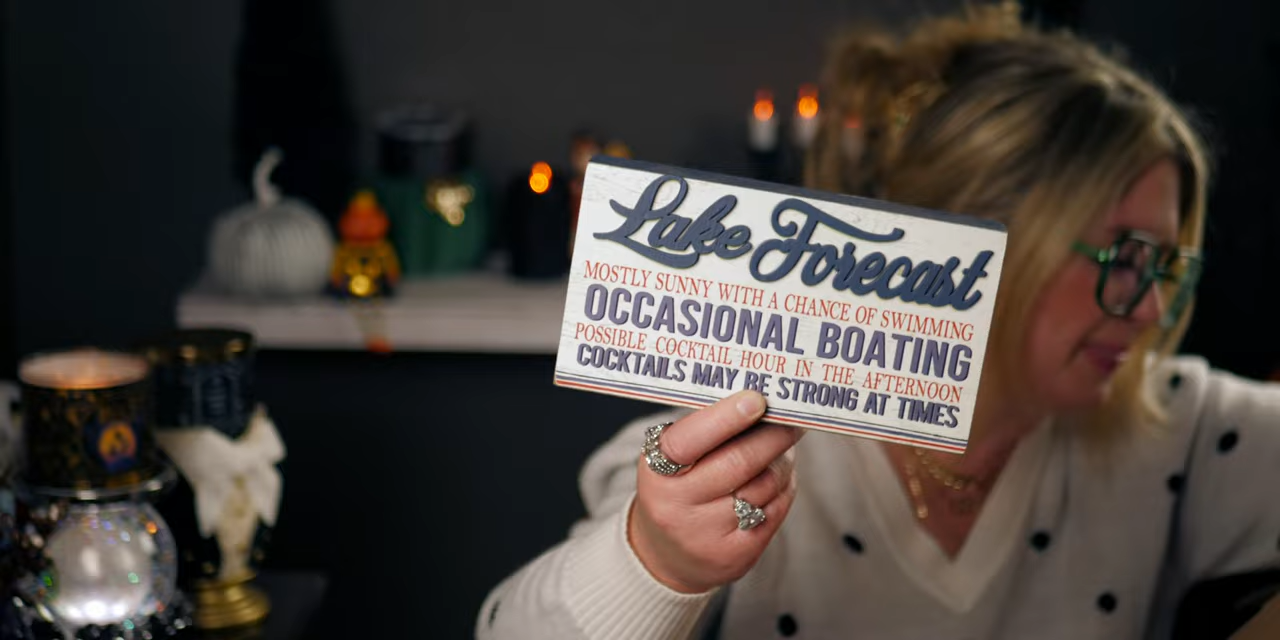 Lake Forecast
MOSTLY SUNNY WITH A CHANCE OF SWIMMING
OCCASIONAL BOATING
POSSIBLE COCKTAIL HOUR IN THE AFTERNOON
COCKTAILS MAY BE STRONG AT TIMES